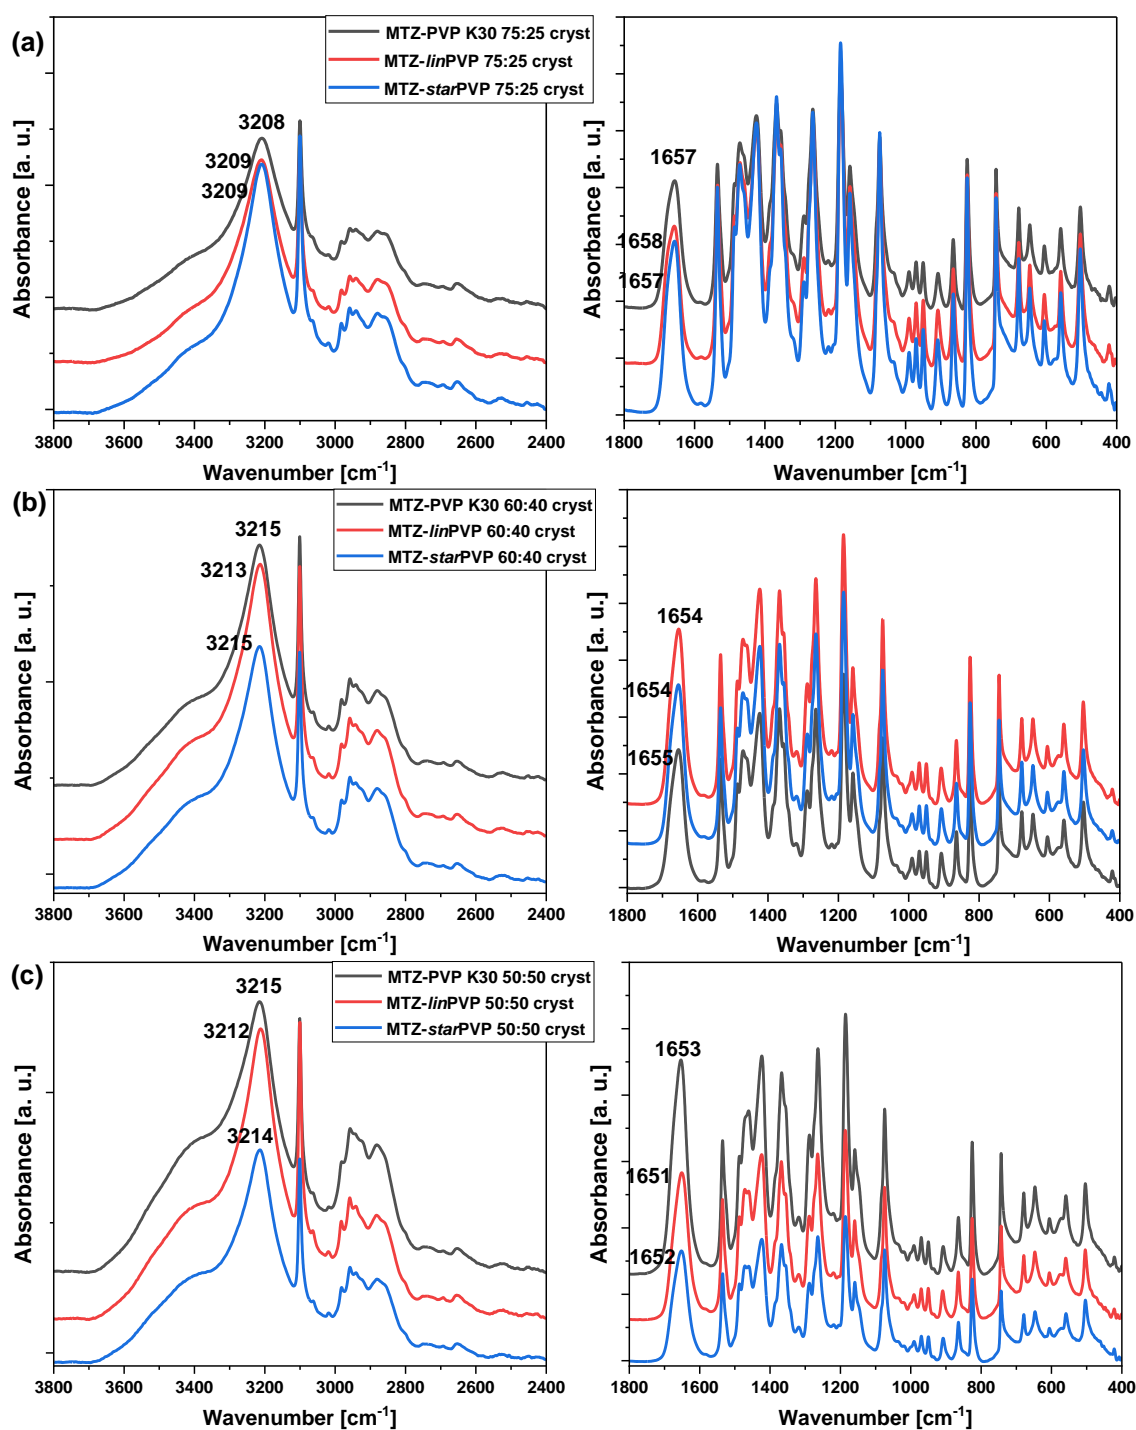 (a)
MTZ-PVP K30 75:25 cryst
MTZ-linPVP 75:25 cryst
MTZ-starPVP 75:25 cryst
3208
3209
3209
Absorbance [a. u.]
3800 3600 3400 3200 3000 2800 2600 2400
Wavenumber [cm⁻¹]
1657
1658
1657
Absorbance [a. u.]
1800 1600 1400 1200 1000 800 600 400
Wavenumber [cm⁻¹]
(b)
MTZ-PVP K30 60:40 cryst
MTZ-linPVP 60:40 cryst
MTZ-starPVP 60:40 cryst
3215
3213
3215
Absorbance [a. u.]
3800 3600 3400 3200 3000 2800 2600 2400
Wavenumber [cm⁻¹]
1654
1654
1655
Absorbance [a. u.]
1800 1600 1400 1200 1000 800 600 400
Wavenumber [cm⁻¹]
(c)
MTZ-PVP K30 50:50 cryst
MTZ-linPVP 50:50 cryst
MTZ-starPVP 50:50 cryst
3215
3212
3214
Absorbance [a. u.]
3800 3600 3400 3200 3000 2800 2600 2400
Wavenumber [cm⁻¹]
1653
1651
1652
Absorbance [a. u.]
1800 1600 1400 1200 1000 800 600 400
Wavenumber [cm⁻¹]